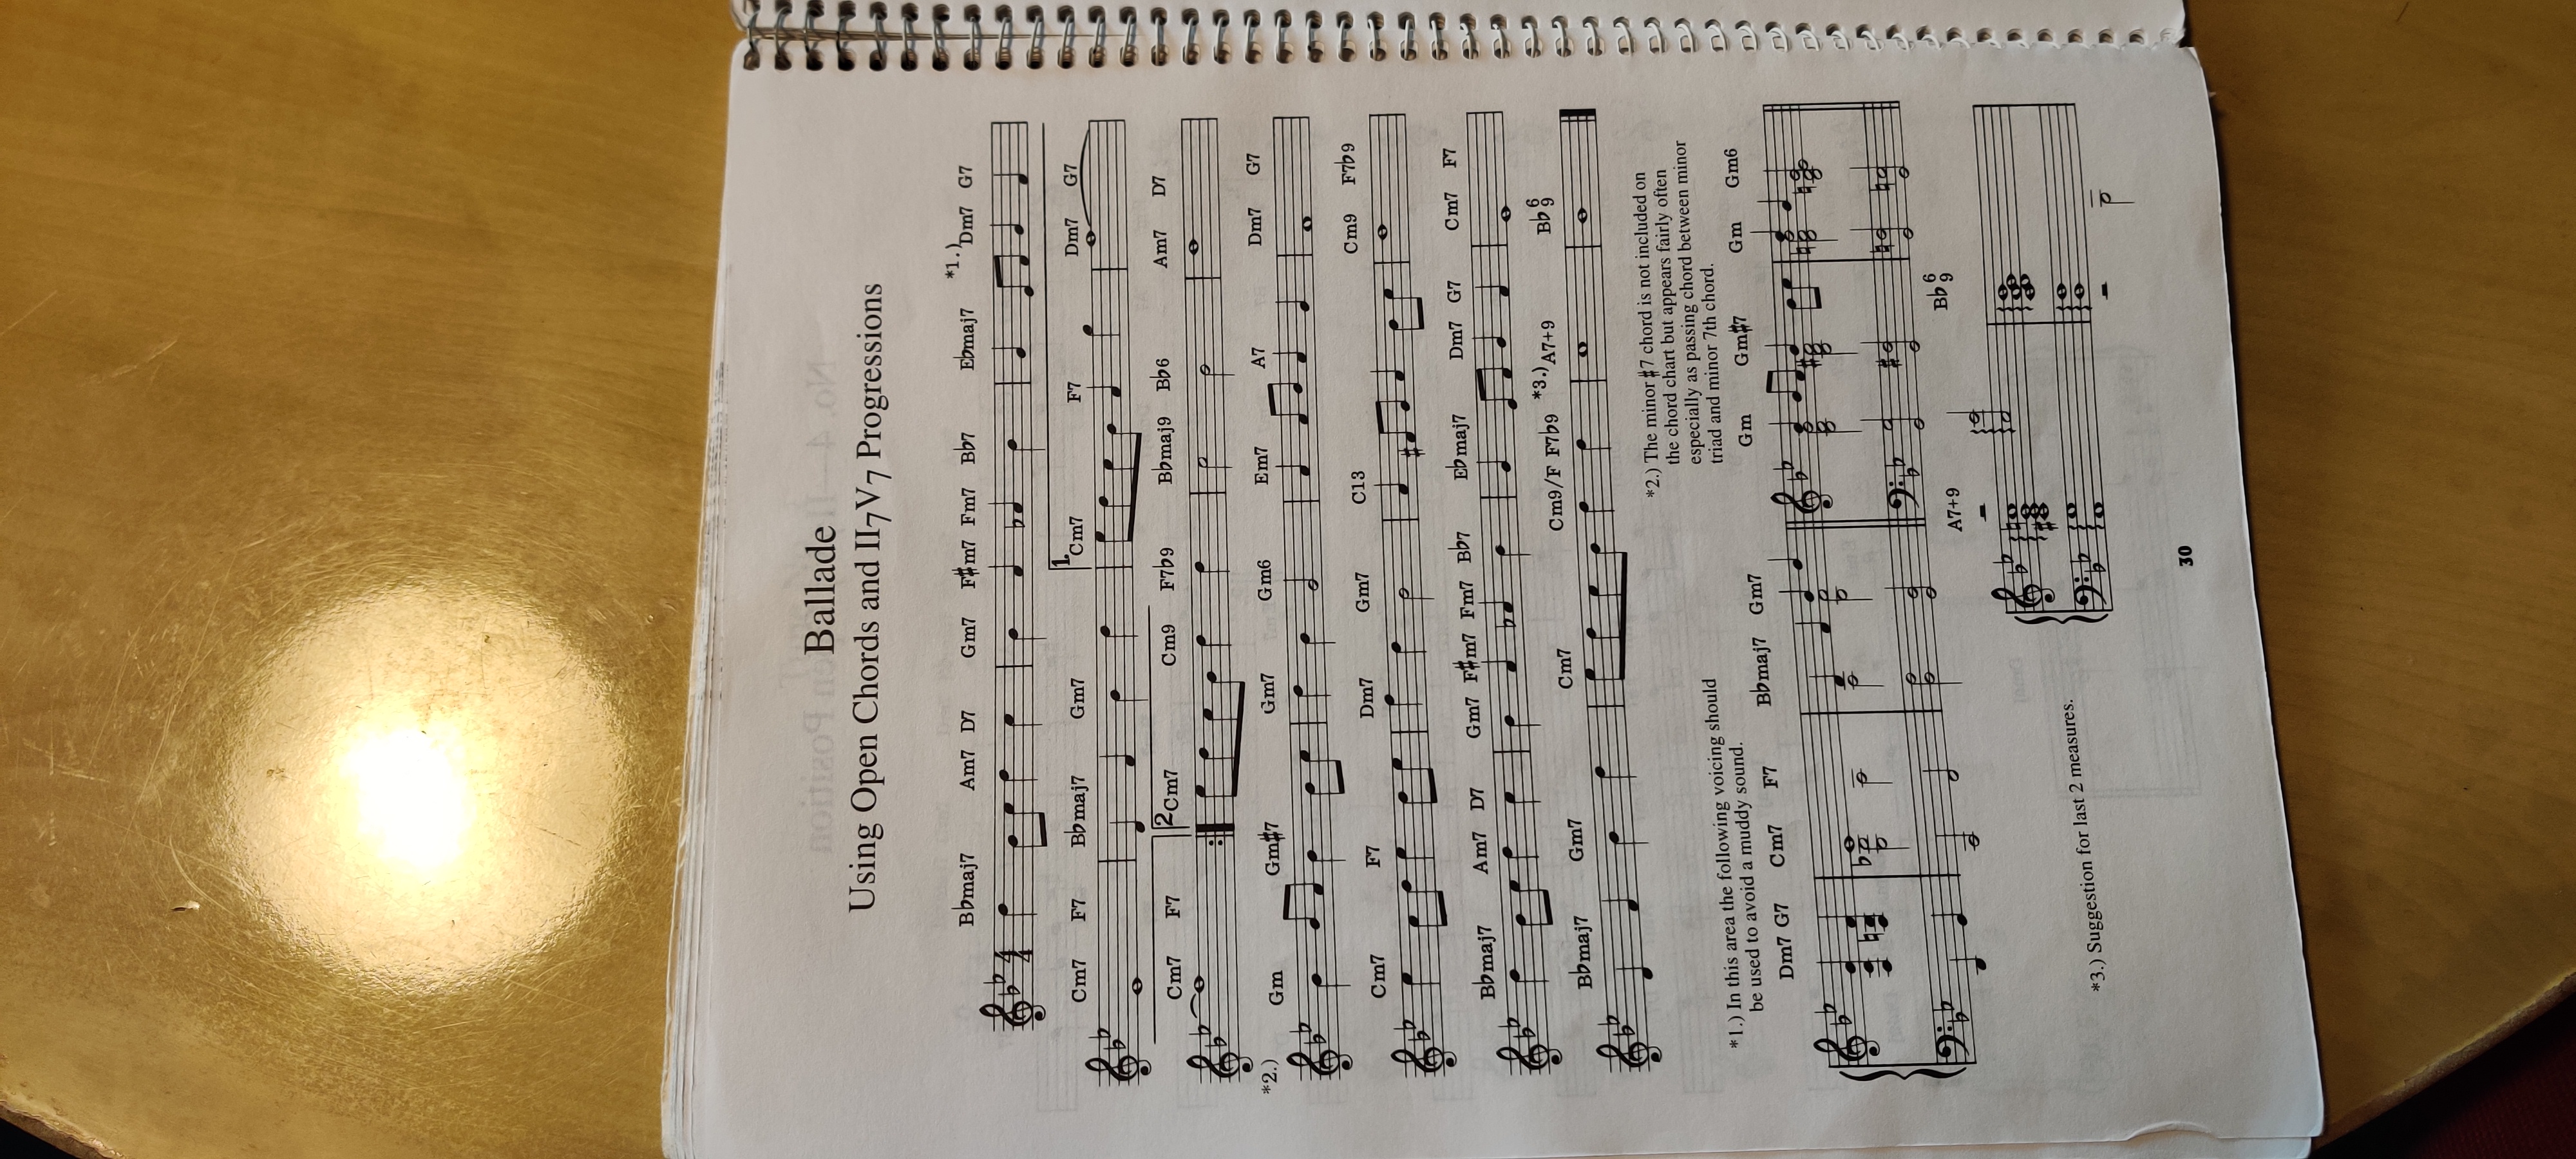 Ballade
Using Open Chords and II7V7 Progressions
*1.)
B♭maj7 Am7 D7 Gm7 F♯m7 Fm7 B♭7 E♭maj7 Dm7 G7
1.
Cm7 F7 B♭maj7 Gm7 Cm7 F7 Dm7 G7
2.
Cm7 F7 Cm7 Cm9 F7♭9 B♭maj9 B♭6 Am7 D7
*2.)
Gm Gm♯7 Gm7 Gm6 Em7 A7 Dm7 G7
Cm7 F7 Dm7 Gm7 C13 Cm9 F7♭9
B♭maj7 Am7 D7 Gm7 F♯m7 Fm7 B♭7 E♭maj7 Dm7 G7 Cm7 F7
B♭maj7 Gm7 Cm7 Cm9/F F7♭9 *3.) A7+9 B♭6/9
*1.) In this area the following voicing should
be used to avoid a muddy sound.
*2.) The minor ♯7 chord is not included on
the chord chart but appears fairly often
especially as passing chord between minor
triad and minor 7th chord.
Dm7 G7 Cm7 F7 B♭maj7 Gm7
Gm Gm♯7 Gm Gm6
*3.) Suggestion for last 2 measures.
A7+9 B♭6/9
30